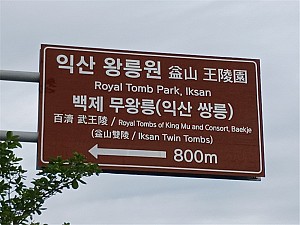 익산 왕릉원 益山 王陵園
Royal Tomb Park, Iksan
백제 무왕릉(익산 쌍릉)
百濟 武王陵 / Royal Tombs of King Mu and Consort, Baekje
(益山雙陵 / Iksan Twin Tombs)
800m